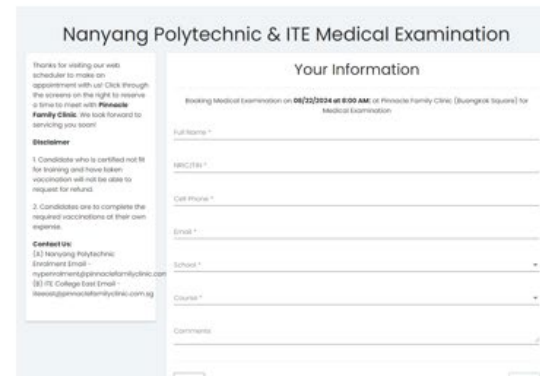 Nanyang Polytechnic & ITE Medical Examination
Thanks for visiting our web
scheduler to make an
appointment with us! Click through
the screens on the right to reserve
a time to meet with Pinnacle
Family Clinic. We look forward to
servicing you soon!
Disclaimer
1. Candidate who is certified not fit
for training and have taken
vaccination will not be able to
request for refund.
2. Candidates are to complete the
required vaccinations at their own
expense.
Contact Us:
(A) Nanyang Polytechnic
Enrolment Email -
nypenrolment@pinnaclefamilyclinic.com
(B) ITE College East Email -
iteeast@pinnaclefamilyclinic.com.sg
Your Information
Booking Medical Examination on 08/22/2024 at 8:00 AM; at Pinnacle Family Clinic (Buangkok Square) for
Medical Examination
Full Name *
NRIC/FIN *
Cell Phone *
Email *
School *
Course *
Comments